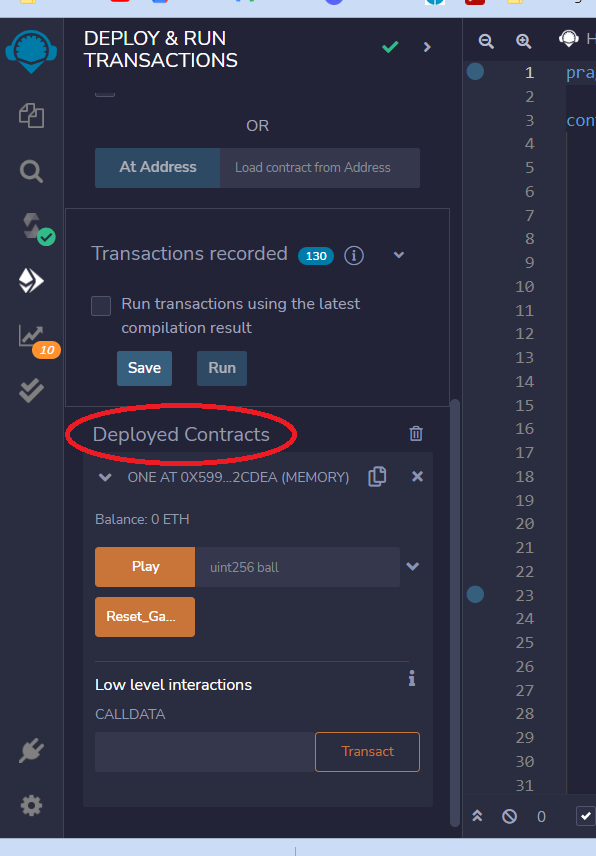 DEPLOY & RUN
TRANSACTIONS
OR
At Address Load contract from Address
Transactions recorded 130
Run transactions using the latest
compilation result
Save Run
10
Deployed Contracts
ONE AT 0X599...2CDEA (MEMORY)
Balance: 0 ETH
Play uint256 ball
Reset_Ga...
Low level interactions
CALLDATA
Transact
H
1 pra
2
3 con
4
5
6
7
8
9
10
11
12
13
14
15
16
17
18
19
20
21
22
23
24
25
26
27
28
29
30
31
0